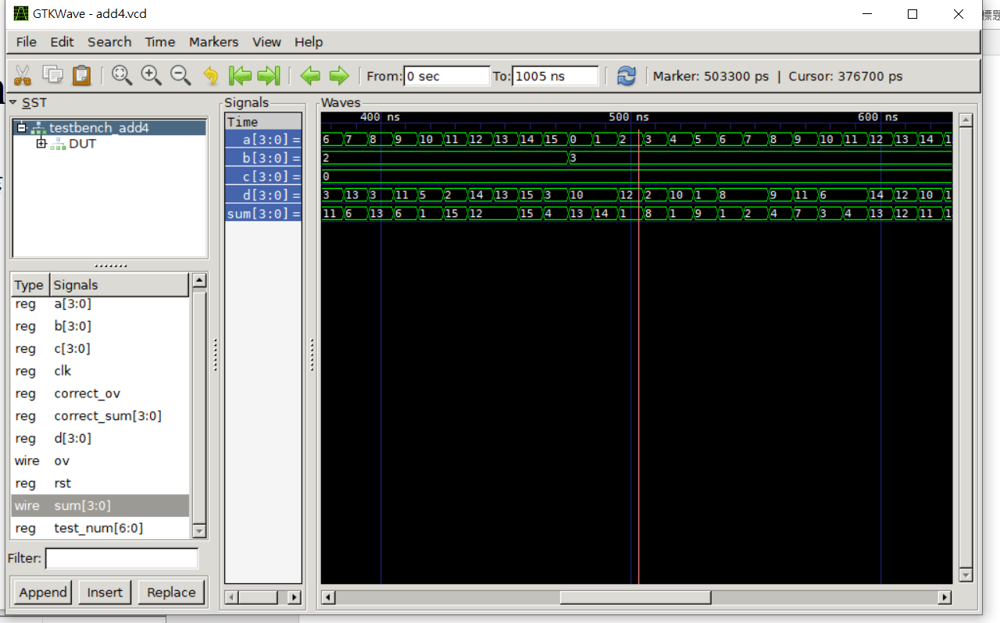 GTKWave - add4.vcd
標題
File Edit Search Time Markers View Help
From: 0 sec To: 1005 ns Marker: 503300 ps | Cursor: 376700 ps
SST
testbench_add4
DUT
Type Signals
reg a[3:0]
reg b[3:0]
reg c[3:0]
reg clk
reg correct_ov
reg correct_sum[3:0]
reg d[3:0]
wire ov
reg rst
wire sum[3:0]
reg test_num[6:0]
Filter:
Append Insert Replace
Signals
Time
a[3:0] =
b[3:0] =
c[3:0] =
d[3:0] =
sum[3:0] =
Waves
400 ns 500 ns 600 ns
6 7 8 9 10 11 12 13 14 15 0 1 2 3 4 5 6 7 8 9 10 11 12 13 14 1
2 3
0
3 13 3 11 5 2 14 13 15 3 10 12 2 10 1 8 9 11 6 14 12 10 1
11 6 13 6 1 15 12 15 4 13 14 1 8 1 9 1 2 4 7 3 4 13 12 11 1